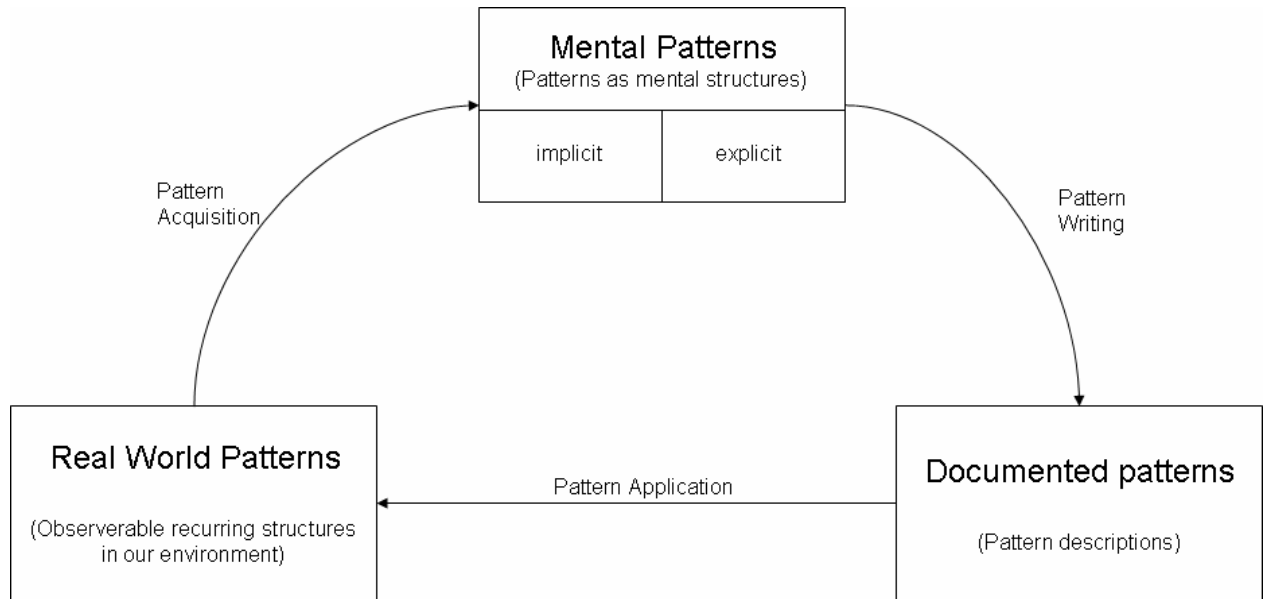 Mental Patterns
(Patterns as mental structures)
implicit
explicit
Pattern
Acquisition
Pattern
Writing
Real World Patterns
(Observerable recurring structures
in our environment)
Pattern Application
Documented patterns
(Pattern descriptions)